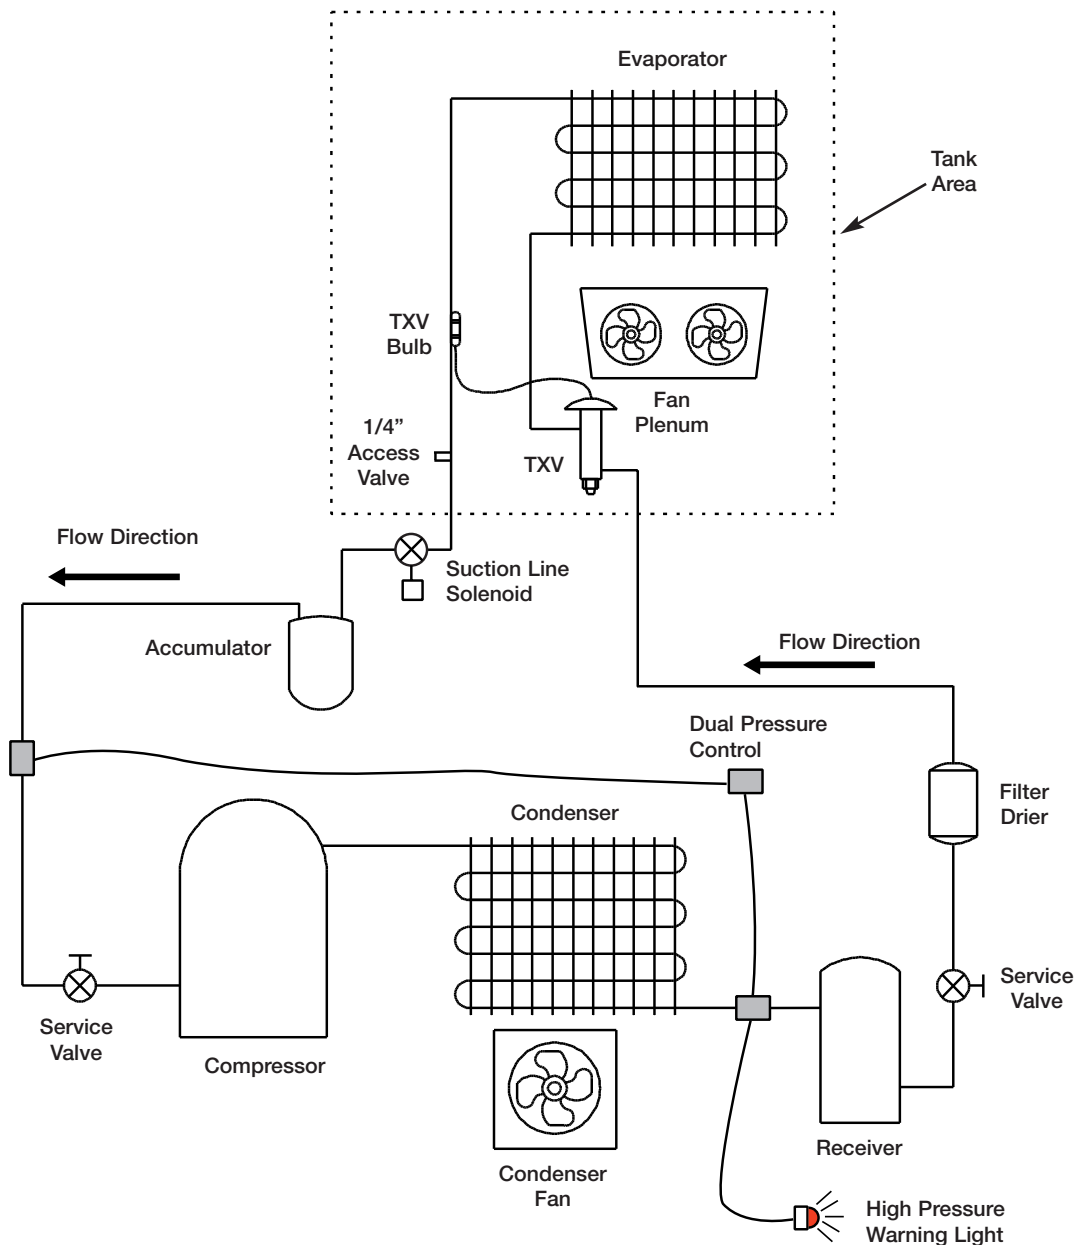 Evaporator
Tank
Area
TXV
Bulb
Fan
Plenum
1/4”
Access
Valve
TXV
Flow Direction
Suction Line
Solenoid
Accumulator
Flow Direction
Dual Pressure
Control
Filter
Drier
Condenser
Service
Valve
Service
Valve
Compressor
Receiver
Condenser
Fan
High Pressure
Warning Light